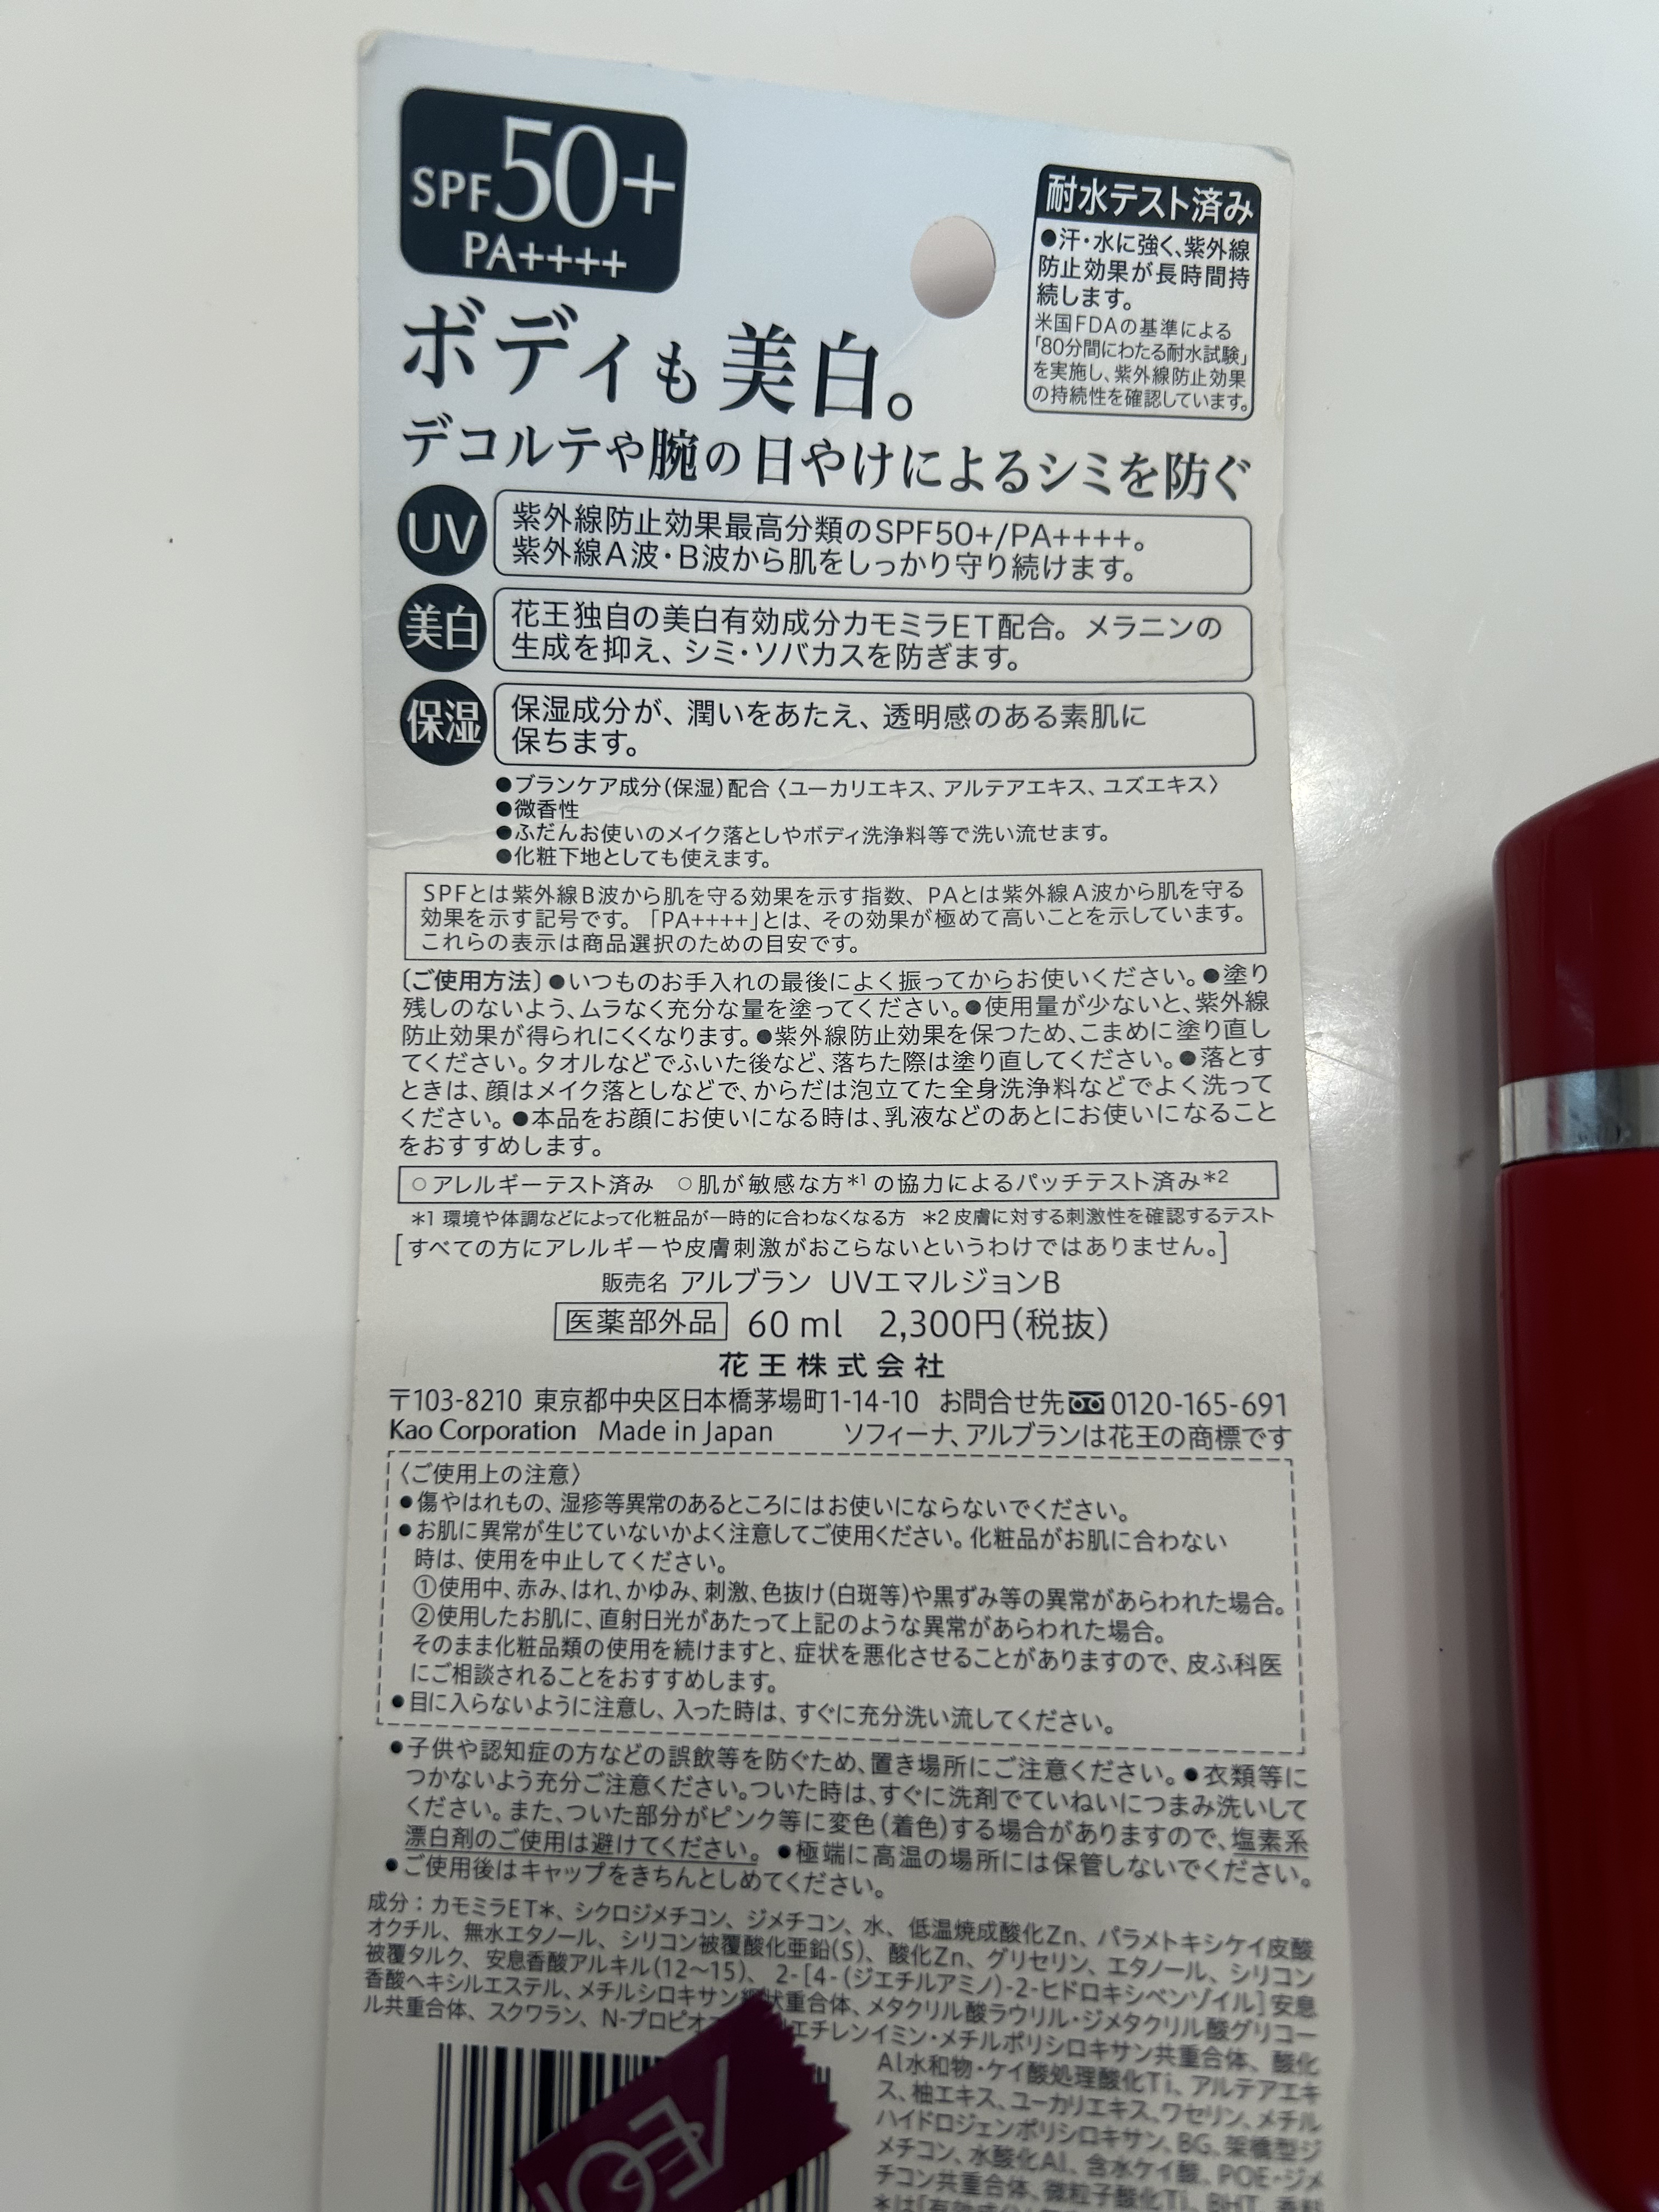 SPF50+
PA++++
耐水テスト済み
●汗・水に強く、紫外線
防止効果が長時間持
続します。
米国FDAの基準による
「80分間にわたる耐水試験」
を実施し、紫外線防止効果
の持続性を確認しています。
ボディも美白。
デコルテや腕の日やけによるシミを防ぐ
UV
紫外線防止効果最高分類のSPF50+/PA++++。
紫外線A波・B波から肌をしっかり守り続けます。
美白
花王独自の美白有効成分カモミラET配合。メラニンの
生成を抑え、シミ・ソバカスを防ぎます。
保湿
保湿成分が、潤いをあたえ、透明感のある素肌に
保ちます。
●ブランケア成分(保湿)配合〈ユーカリエキス、アルテアエキス、ユズエキス〉
●微香性
●ふだんお使いのメイク落としやボディ洗浄料等で洗い流せます。
●化粧下地としても使えます。
SPFとは紫外線B波から肌を守る効果を示す指数、PAとは紫外線A波から肌を守る
効果を示す記号です。「PA++++」とは、その効果が極めて高いことを示しています。
これらの表示は商品選択のための目安です。
〔ご使用方法〕●いつものお手入れの最後によく振ってからお使いください。●塗り
残しのないよう、ムラなく充分な量を塗ってください。●使用量が少ないと、紫外線
防止効果が得られにくくなります。●紫外線防止効果を保つため、こまめに塗り直し
てください。タオルなどでふいた後など、落ちた際は塗り直してください。●落とす
ときは、顔はメイク落としなどで、からだは泡立てた全身洗浄料などでよく洗って
ください。●本品をお顔にお使いになる時は、乳液などのあとにお使いになること
をおすすめします。
○アレルギーテスト済み ○肌が敏感な方*1の協力によるパッチテスト済み*2
*1 環境や体調などによって化粧品が一時的に合わなくなる方 *2 皮膚に対する刺激性を確認するテスト
[すべての方にアレルギーや皮膚刺激がおこらないというわけではありません。]
販売名 アルブラン UVエマルジョンB
医薬部外品 60 ml 2,300円(税抜)
花王株式会社
〒103-8210 東京都中央区日本橋茅場町1-14-10 お問合せ先 0120-165-691
Kao Corporation Made in Japan ソフィーナ、アルブランは花王の商標です
〈ご使用上の注意〉
●傷やはれもの、湿疹等異常のあるところにはお使いにならないでください。
●お肌に異常が生じていないかよく注意してご使用ください。化粧品がお肌に合わない
時は、使用を中止してください。
①使用中、赤み、はれ、かゆみ、刺激、色抜け(白斑等)や黒ずみ等の異常があらわれた場合。
②使用したお肌に、直射日光があたって上記のような異常があらわれた場合。
そのまま化粧品類の使用を続けますと、症状を悪化させることがありますので、皮ふ科医
にご相談されることをおすすめします。
●目に入らないように注意し、入った時は、すぐに充分洗い流してください。
●子供や認知症の方などの誤飲等を防ぐため、置き場所にご注意ください。●衣類等に
つかないよう充分ご注意ください。ついた時は、すぐに洗剤でていねいにつまみ洗いして
ください。また、ついた部分がピンク等に変色(着色)する場合がありますので、塩素系
漂白剤のご使用は避けてください。●極端に高温の場所には保管しないでください。
●ご使用後はキャップをきちんとしめてください。
成分：カモミラET*、シクロジメチコン、ジメチコン、水、低温焼成酸化Zn、パラメトキシケイ皮酸
オクチル、無水エタノール、シリコン被覆酸化亜鉛(S)、酸化Zn、グリセリン、エタノール、シリコン
被覆タルク、安息香酸アルキル(12～15)、2-[4-(ジエチルアミノ)-2-ヒドロキシベンゾイル]安息
香酸ヘキシルエステル、メチルシロキサン網状重合体、メタクリル酸ラウリル・ジメタクリル酸グリコー
ル共重合体、スクワラン、N-プロピオ エチレンイミン・メチルポリシロキサン共重合体、酸化
Al水和物・ケイ酸処理酸化Ti、アルテアエキ
ス、柚エキス、ユーカリエキス、ワセリン、メチル
ハイドロジェンポリシロキサン、BG、架橋型ジ
メチコン、水酸化Al、含水ケイ酸、POE・ジメ
チコン共重合体、微粒子酸化Ti、BHT、香料